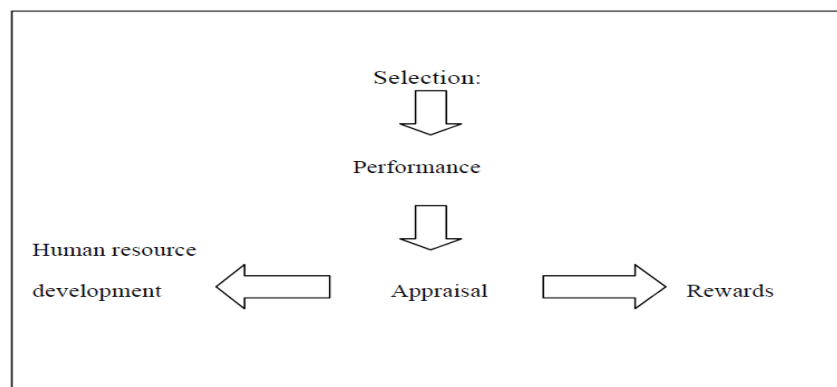 Selection:
Performance
Human resource
development
Appraisal
Rewards